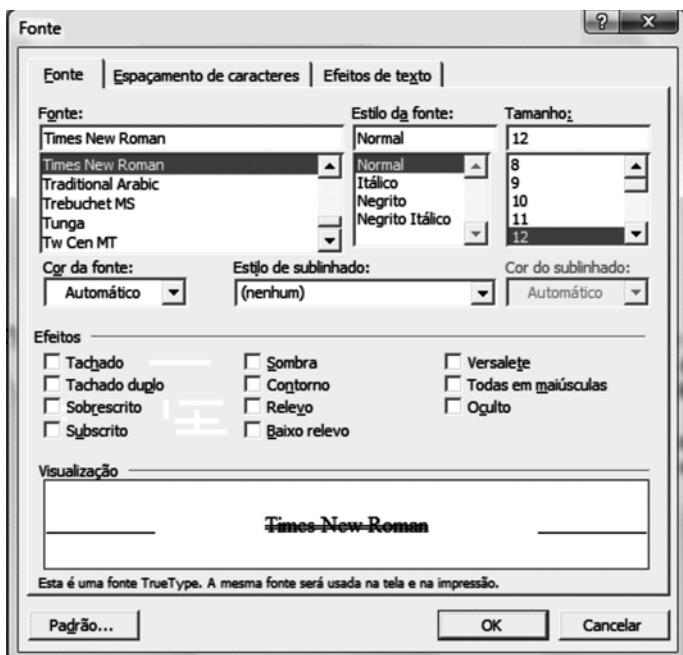 Fonte ? X
Fonte Espaçamento de caracteres Efeitos de texto
Fonte: Estilo da fonte: Tamanho:
Times New Roman Normal 12
Times New Roman Normal 8
Traditional Arabic Itálico 9
Trebuchet MS Negrito 10
Tunga Negrito Itálico 11
Tw Cen MT 12
Cor da fonte: Estilo de sublinhado: Cor do sublinhado:
Automático (nenhum) Automático
Efeitos
Tachado Sombra Versalete
Tachado duplo Contorno Todas em maiúsculas
Sobrescrito Relevo Oculto
Subscrito Baixo relevo
Visualização
Times New Roman
Esta é uma fonte TrueType. A mesma fonte será usada na tela e na impressão.
Padrão... OK Cancelar